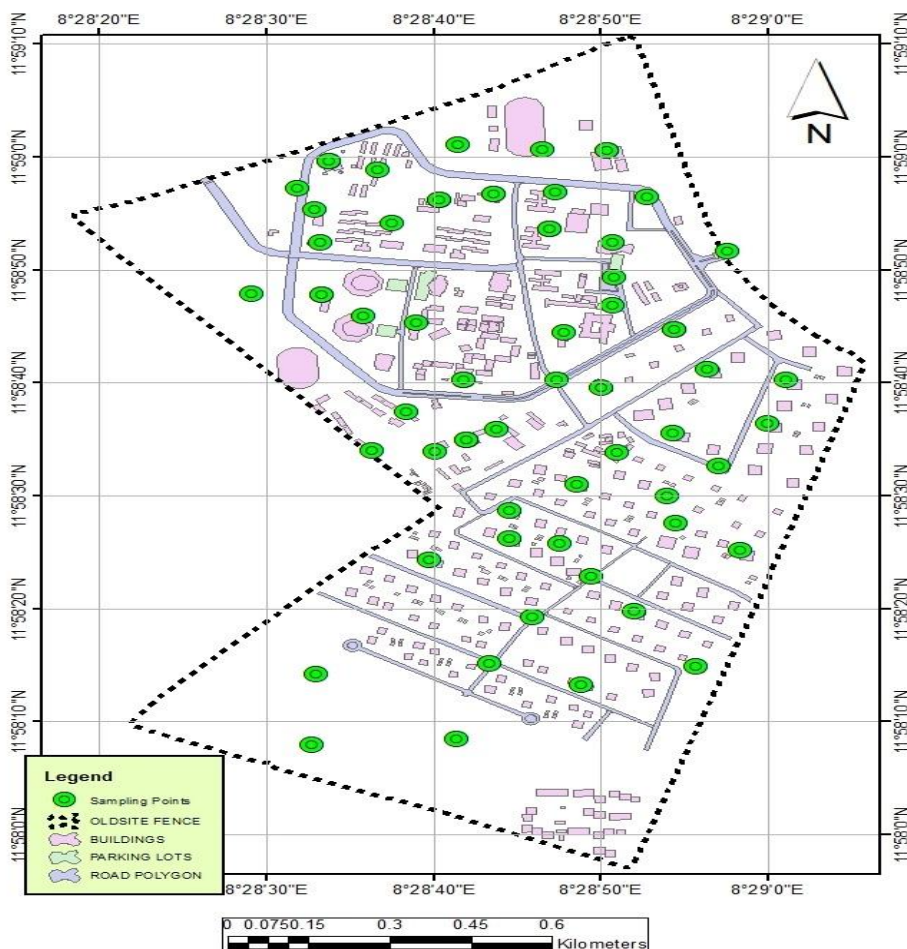 8°28'20"E 8°28'30"E 8°28'40"E 8°28'50"E 8°29'0"E
11°59'10"N 11°59'10"N
N
11°59'0"N 11°59'0"N
11°58'50"N 11°58'50"N
11°58'40"N 11°58'40"N
11°58'30"N 11°58'30"N
11°58'20"N 11°58'20"N
11°58'10"N 11°58'10"N
11°58'0"N 11°58'0"N
Legend
Sampling Points
OLDSITE FENCE
BUILDINGS
PARKING LOTS
ROAD POLYGON
8°28'30"E 8°28'40"E 8°28'50"E 8°29'0"E
0 0.0750.15 0.3 0.45 0.6
Kilometers